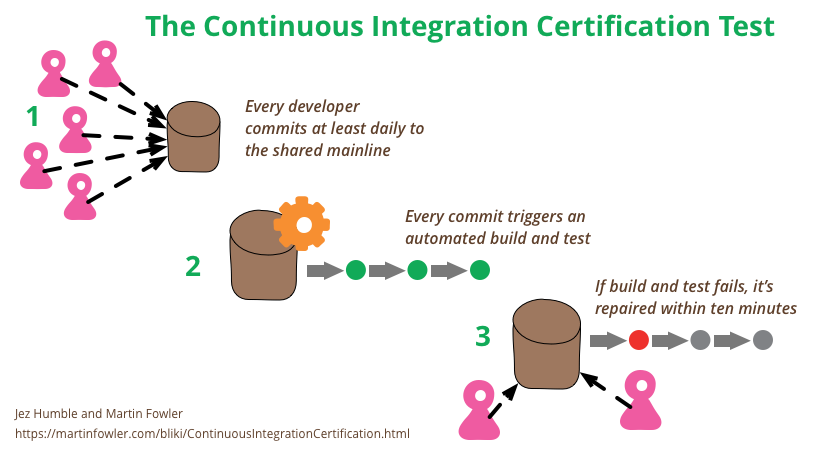 The Continuous Integration Certification Test
1
Every developer
commits at least daily to
the shared mainline
2
Every commit triggers an
automated build and test
3
If build and test fails, it's
repaired within ten minutes
Jez Humble and Martin Fowler
https://martinfowler.com/bliki/ContinuousIntegrationCertification.html